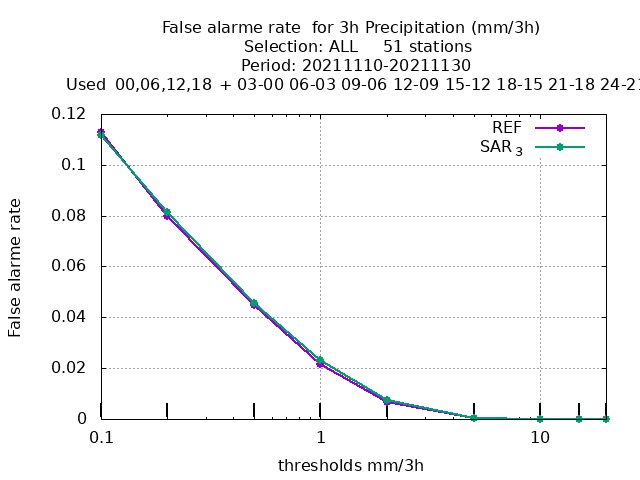 False alarme rate  for 3h Precipitation (mm/3h)
Selection: ALL     51 stations
Period: 20211110-20211130
Used  00,06,12,18  + 03-00 06-03 09-06 12-09  15-12 18-15 21-18 24-21
0.12
REF
SAR 3
0.1
0.08
0.06
0.04
0.02
0
0.1 1 10
False alarme rate
thresholds mm/3h